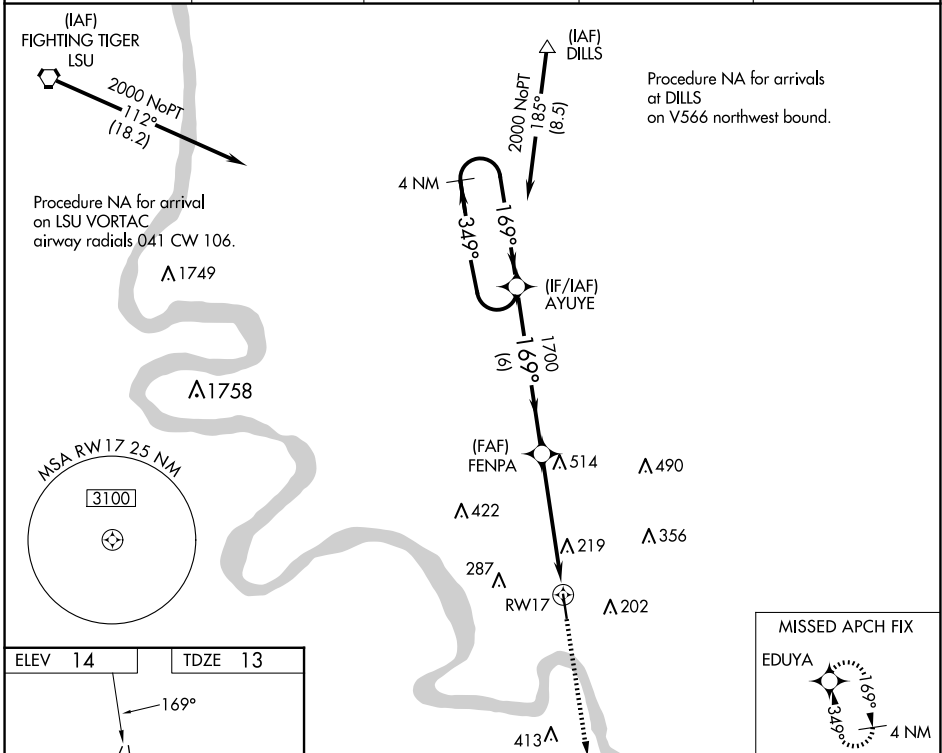 (IAF)
FIGHTING TIGER
LSU
2000 NoPT
112°
(18.2)
(IAF)
DILLS
2000 NoPT
185°
(8.5)
Procedure NA for arrivals
at DILLS
on V566 northwest bound.
4 NM
349°
169°
Procedure NA for arrival
on LSU VORTAC
airway radials 041 CW 106.
1749
(IF/IAF)
AYUYE
1700
169°
(6)
1758
MSA RW17 25 NM
3100
(FAF)
FENPA
514
490
422
219
356
287
RW17
202
MISSED APCH FIX
EDUYA
169°
349°
4 NM
ELEV 14
TDZE 13
169°
413